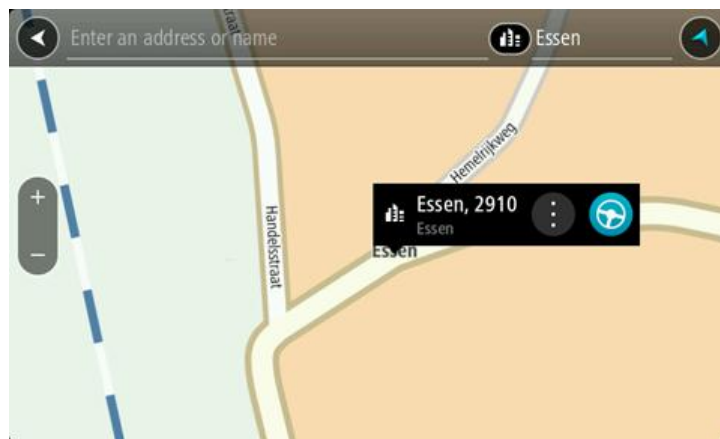 Enter an address or name
Essen
Hemelrijkweg
Essen, 2910
Essen
Essen
Handelsstraat